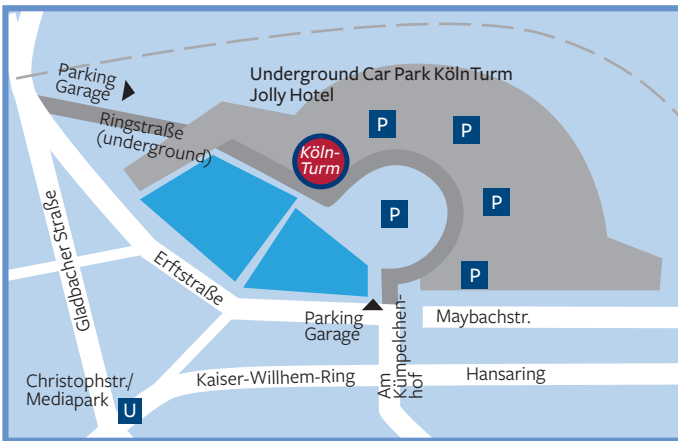 Underground Car Park KölnTurm
Jolly Hotel
Parking
Garage
Ringstraße
(underground)
Köln-
Turm
P
P
P
P
P
Gladbacher Straße
Erftstraße
Parking
Garage
Maybachstr.
Am
Kümpelchen-
hof
Kaiser-Willhem-Ring
Hansaring
Christophstr./
Mediapark
U